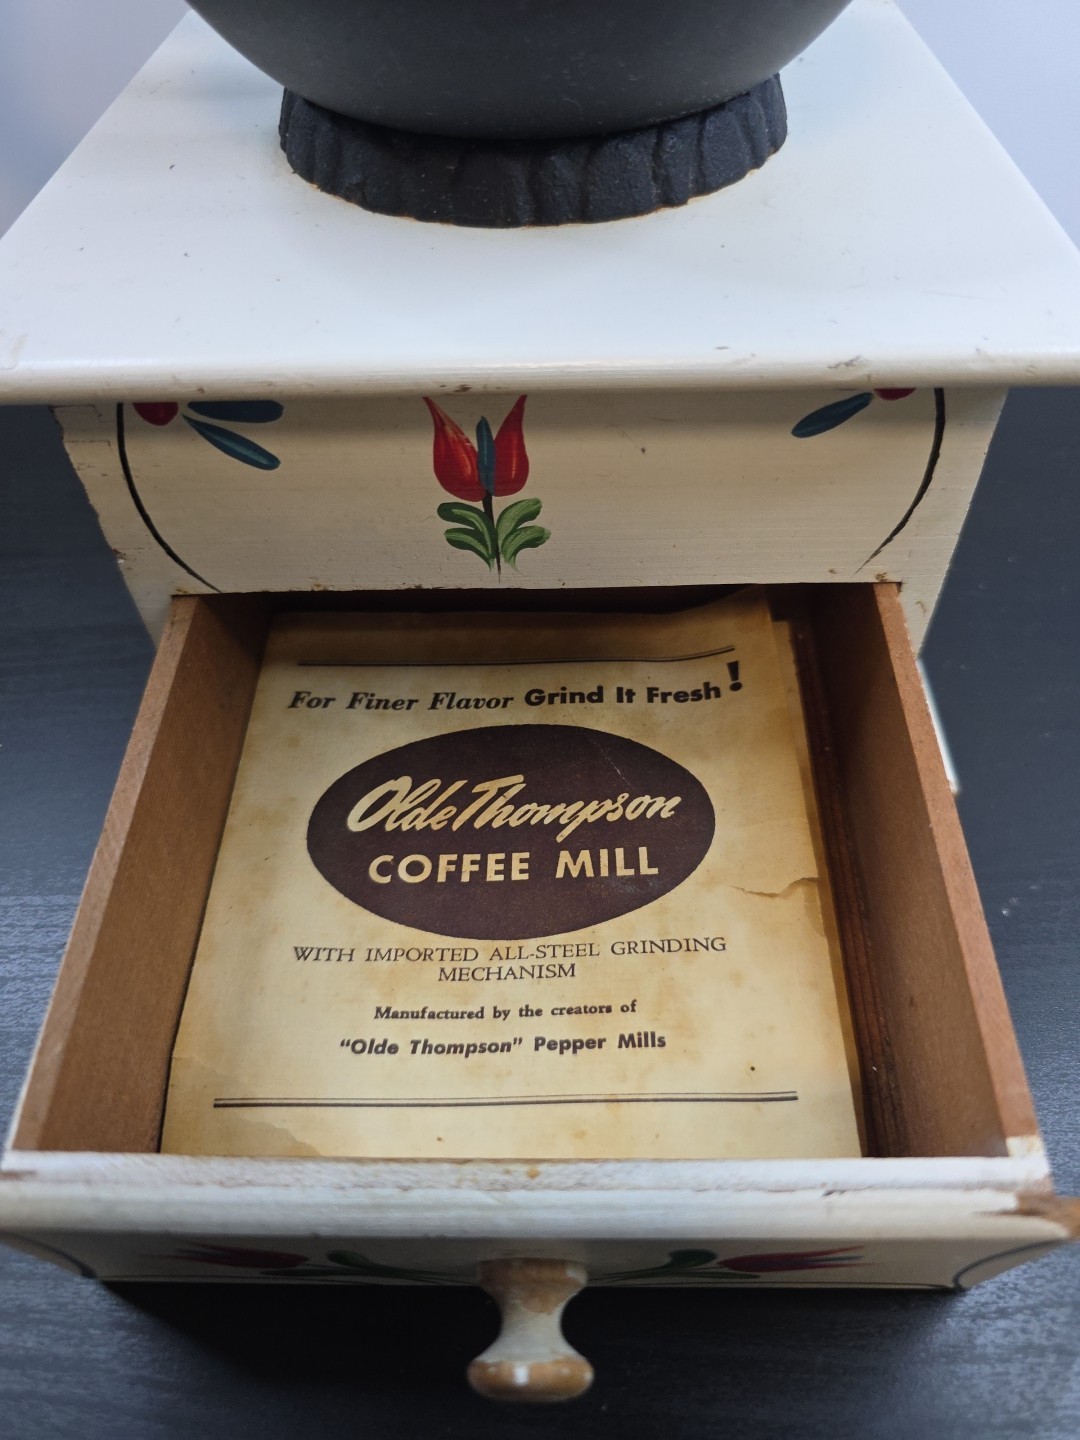 For Finer Flavor Grind It Fresh!
Olde Thompson
COFFEE MILL
WITH IMPORTED ALL-STEEL GRINDING
MECHANISM
Manufactured by the creators of
"Olde Thompson" Pepper Mills